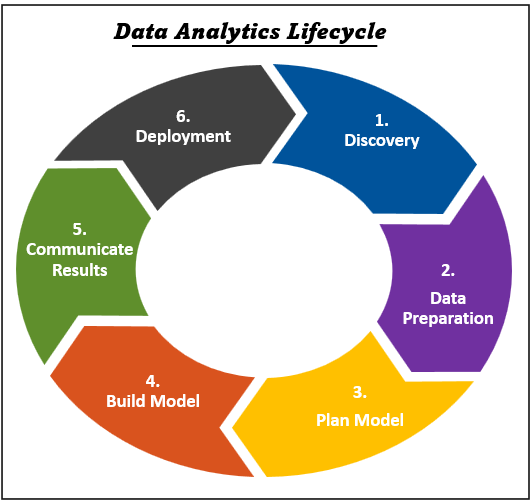 Data Analytics Lifecycle
1.
Discovery
2.
Data
Preparation
3.
Plan Model
4.
Build Model
5.
Communicate
Results
6.
Deployment